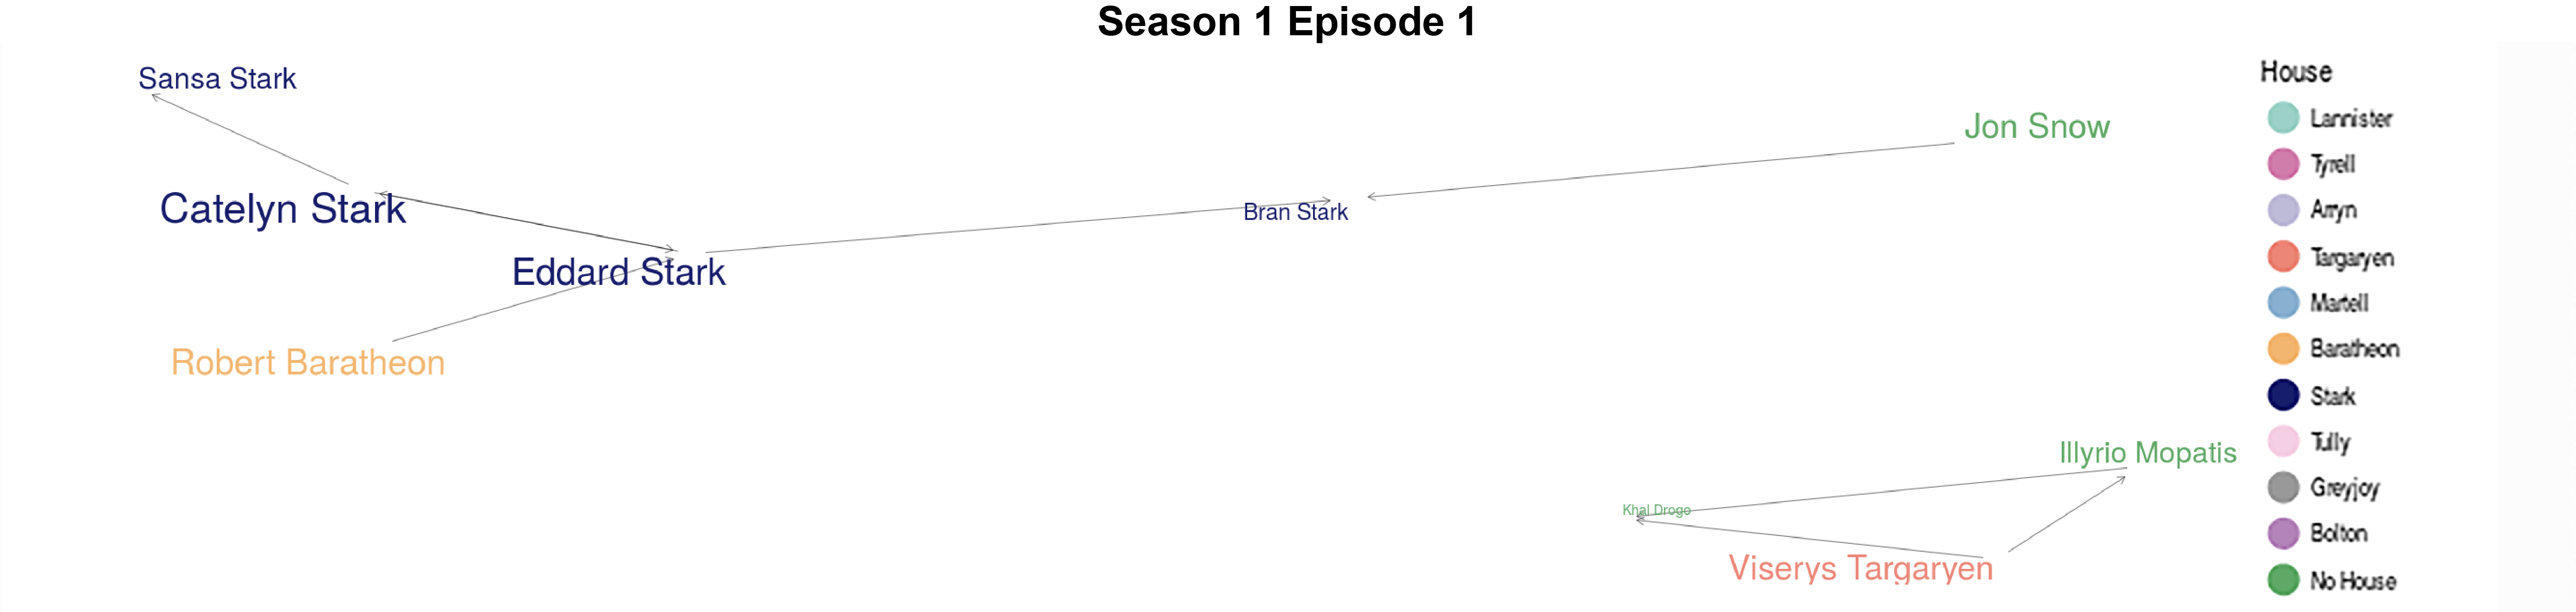 Season 1 Episode 1
Sansa Stark
Catelyn Stark
Eddard Stark
Robert Baratheon
Bran Stark
Jon Snow
Illyrio Mopatis
Khal Drogo
Viserys Targaryen
House
Lannister
Tyrell
Arryn
Targaryen
Martell
Baratheon
Stark
Tully
Greyjoy
Bolton
No House